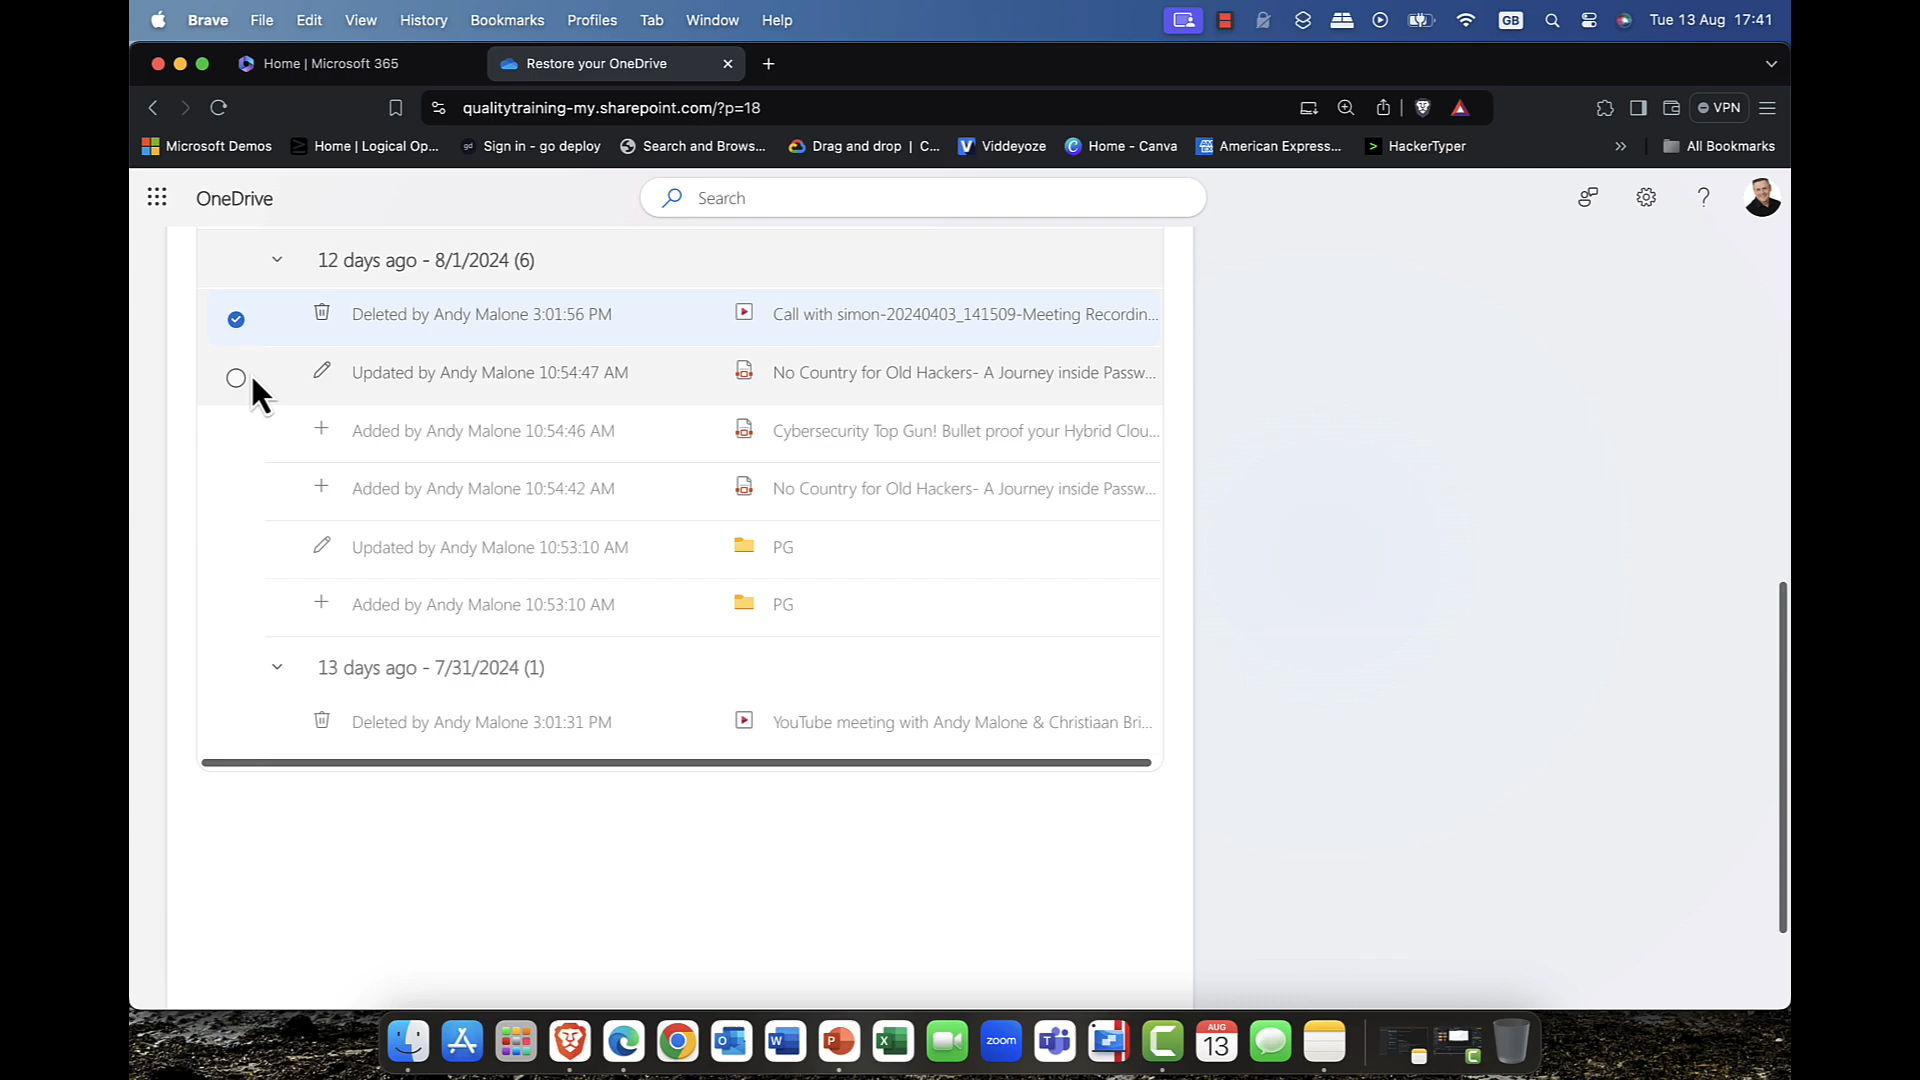 Brave File Edit View History Bookmarks Profiles Tab Window Help GB Tue 13 Aug 17:41
Home | Microsoft 365 Restore your OneDrive
qualitytraining-my.sharepoint.com/?p=18 VPN
Microsoft Demos Home | Logical Op... gd Sign in - go deploy Search and Brows... Drag and drop | C... Viddeyoze Home - Canva American Express... HackerTyper All Bookmarks
OneDrive Search
12 days ago - 8/1/2024 (6)
Deleted by Andy Malone 3:01:56 PM Call with simon-20240403_141509-Meeting Recordin...
Updated by Andy Malone 10:54:47 AM No Country for Old Hackers- A Journey inside Passw...
Added by Andy Malone 10:54:46 AM Cybersecurity Top Gun! Bullet proof your Hybrid Clou...
Added by Andy Malone 10:54:42 AM No Country for Old Hackers- A Journey inside Passw...
Updated by Andy Malone 10:53:10 AM PG
Added by Andy Malone 10:53:10 AM PG
13 days ago - 7/31/2024 (1)
Deleted by Andy Malone 3:01:31 PM YouTube meeting with Andy Malone & Christiaan Bri...
zoom AUG
13